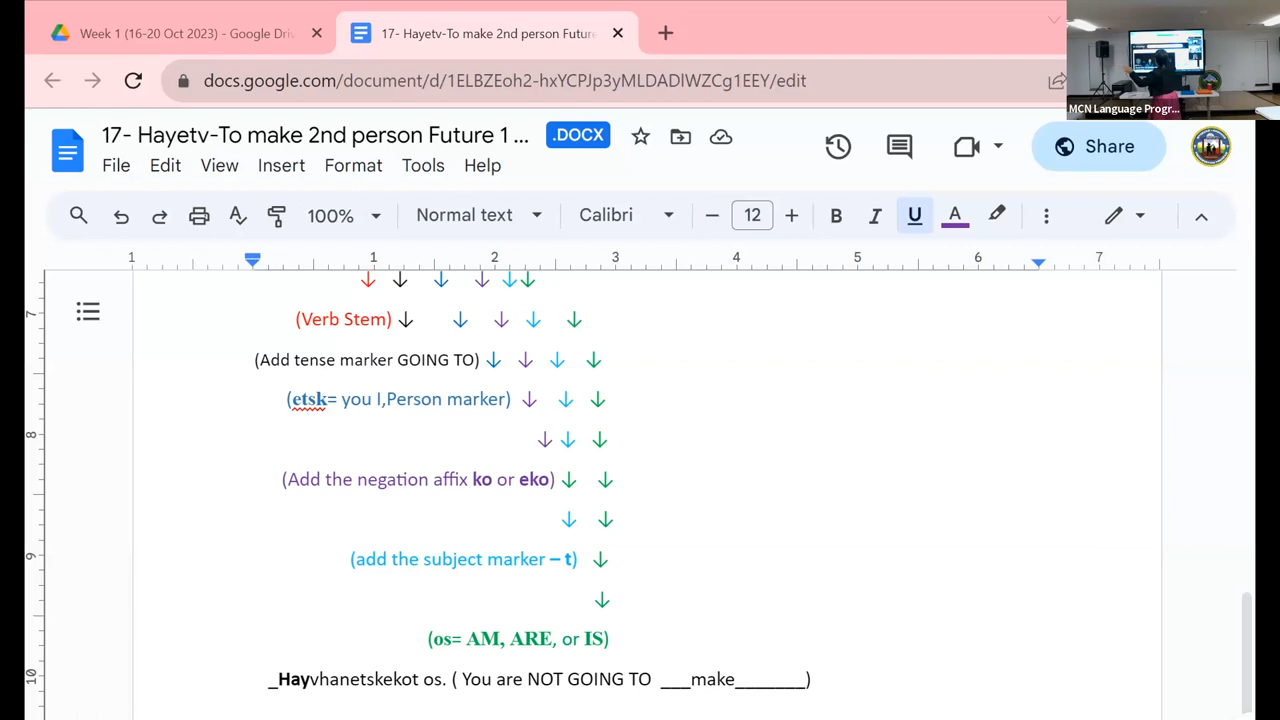 Week 1 (16-20 Oct 2023) - Google Dri
17- Hayetv-To make 2nd person Future
docs.google.com/document/d/1ELBZEoh2-hxYCPJp3yMLDADlWZCg1EEY/edit
MCN Language Progr...
17- Hayetv-To make 2nd person Future 1 ...
.DOCX
File Edit View Insert Format Tools Help
Share
100% Normal text Calibri 12 B I U A
1 1 2 3 4 5 6 7
7
(Verb Stem)
(Add tense marker GOING TO)
(etsk= you I,Person marker)
8
(Add the negation affix ko or eko)
9
(add the subject marker – t)
(os= AM, ARE, or IS)
10
_Hayvhanetskekot os. ( You are NOT GOING TO ___make_______)